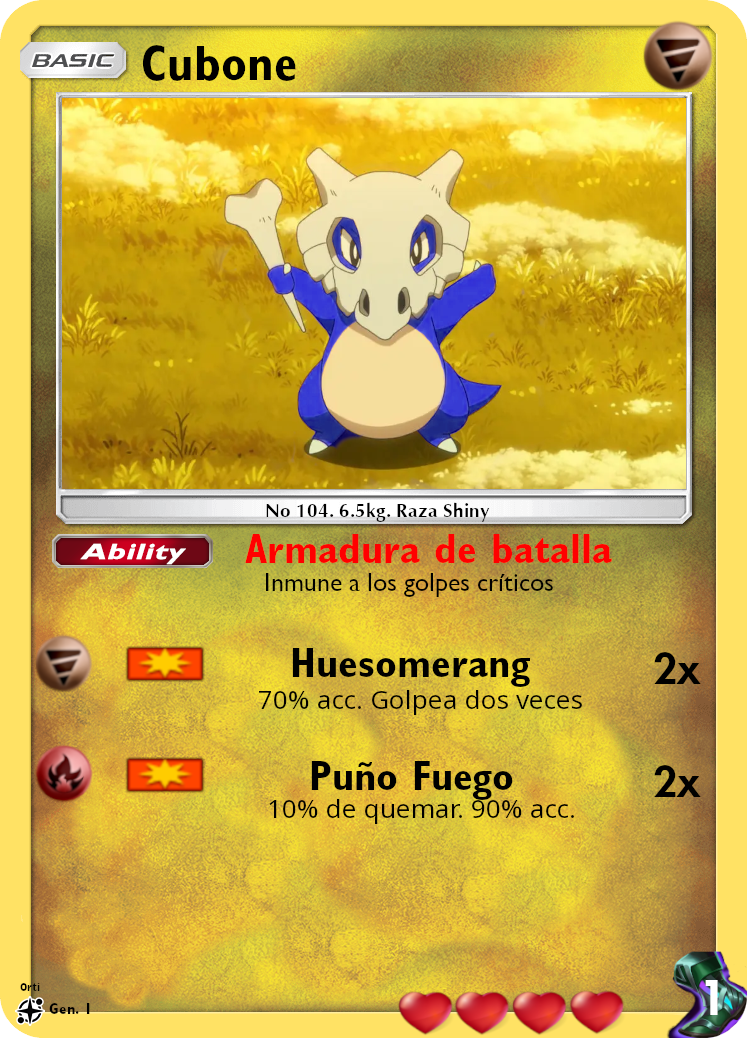 BASIC Cubone
No 104. 6.5kg. Raza Shiny
Ability Armadura de batalla
Inmune a los golpes críticos
Huesomerang 2x
70% acc. Golpea dos veces
Puño Fuego 2x
10% de quemar. 90% acc.
Orti
Gen. I
1